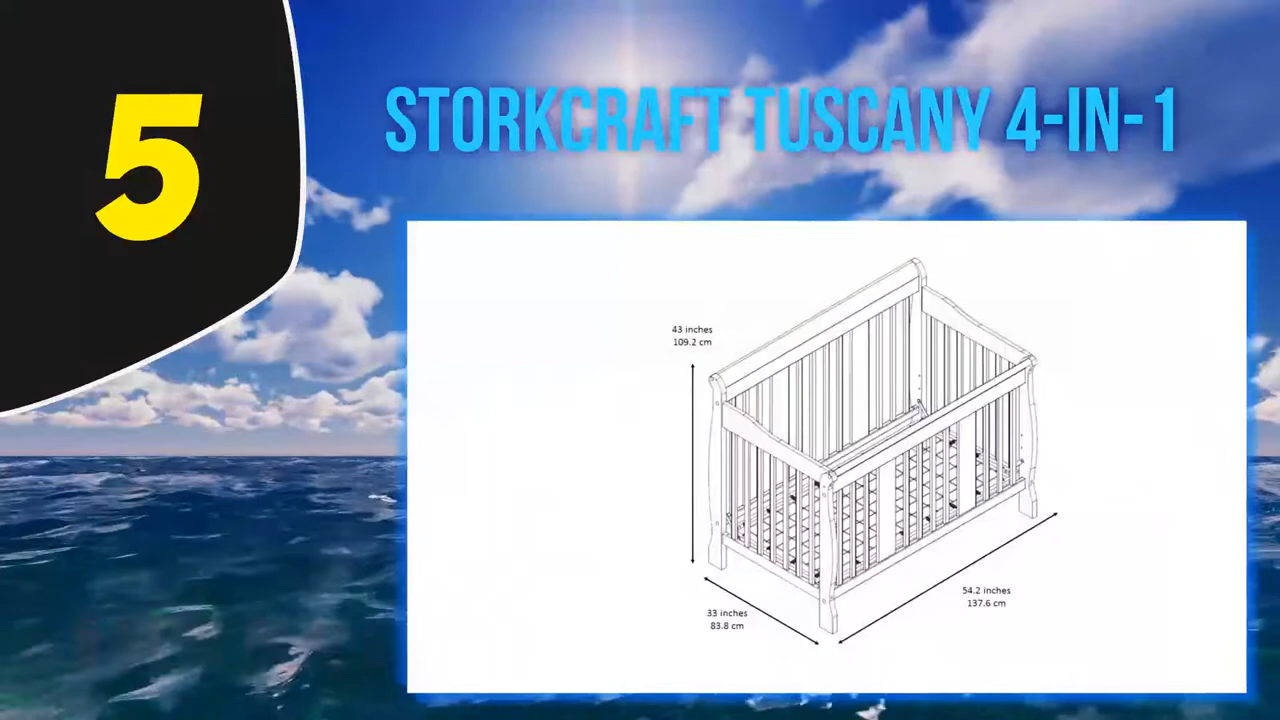 5
STORKCRAFT TUSCANY 4-IN-1
43 inches
109.2 cm
33 inches
83.8 cm
54.2 inches
137.6 cm